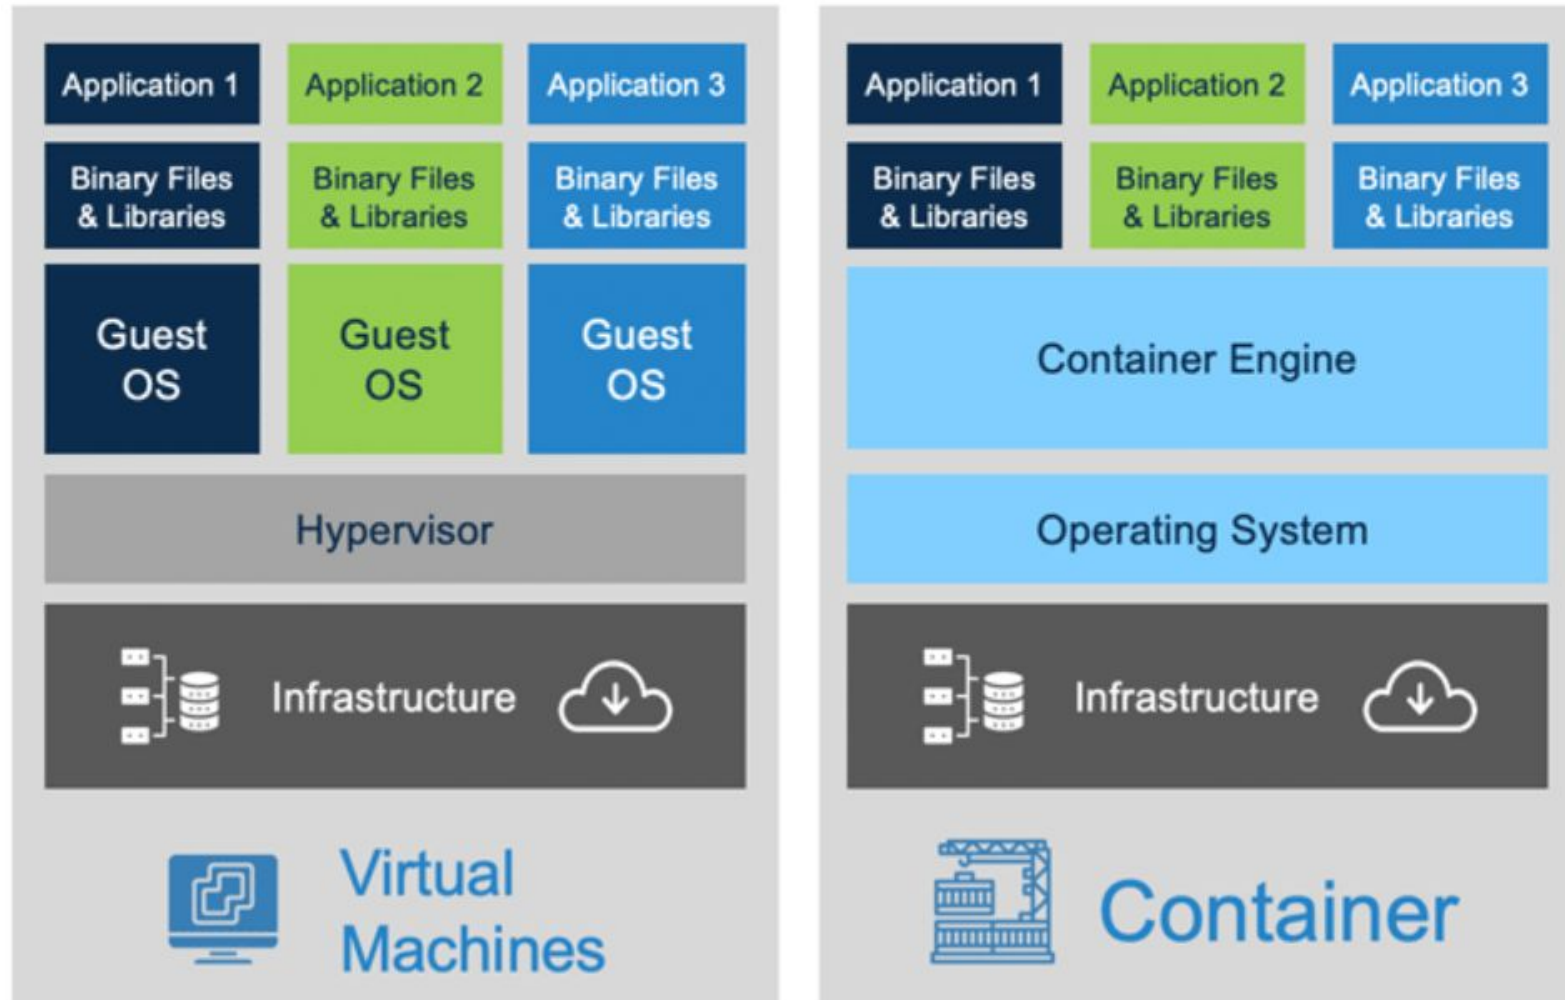 Application 1
Application 2
Application 3
Binary Files
& Libraries
Binary Files
& Libraries
Binary Files
& Libraries
Guest
OS
Guest
OS
Guest
OS
Hypervisor
Infrastructure
Virtual
Machines
Application 1
Application 2
Application 3
Binary Files
& Libraries
Binary Files
& Libraries
Binary Files
& Libraries
Container Engine
Operating System
Infrastructure
Container